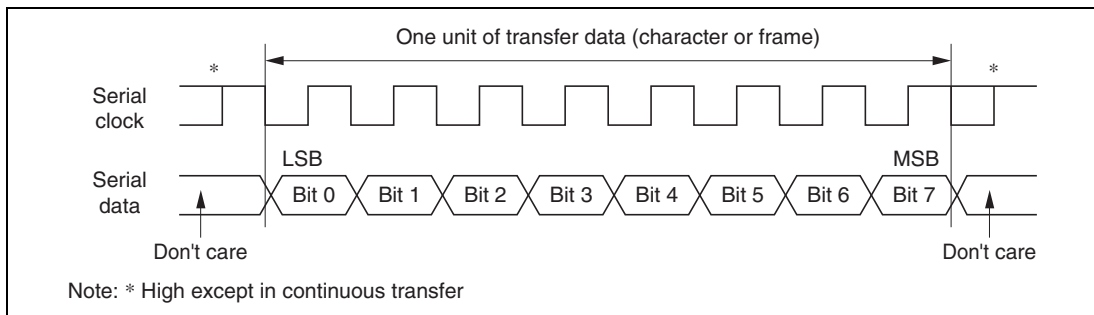 One unit of transfer data (character or frame)
* *
Serial
clock
LSB MSB
Serial
data
Bit 0 Bit 1 Bit 2 Bit 3 Bit 4 Bit 5 Bit 6 Bit 7
Don't care Don't care
Note: * High except in continuous transfer